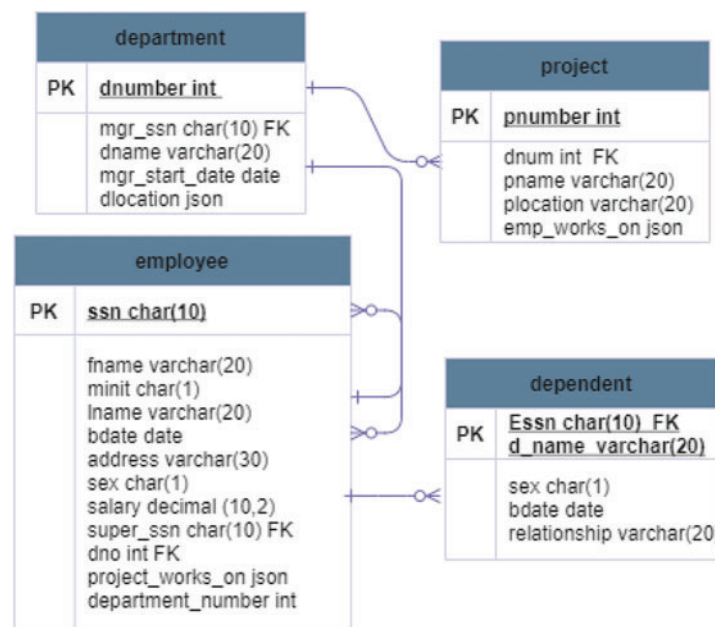 department
PK dnumber int
mgr_ssn char(10) FK
dname varchar(20)
mgr_start_date date
dlocation json
project
PK pnumber int
dnum int FK
pname varchar(20)
plocation varchar(20)
emp_works_on json
employee
PK ssn char(10)
fname varchar(20)
minit char(1)
lname varchar(20)
bdate date
address varchar(30)
sex char(1)
salary decimal (10,2)
super_ssn char(10) FK
dno int FK
project_works_on json
department_number int
dependent
Essn char(10) FK
PK d_name varchar(20)
sex char(1)
bdate date
relationship varchar(20